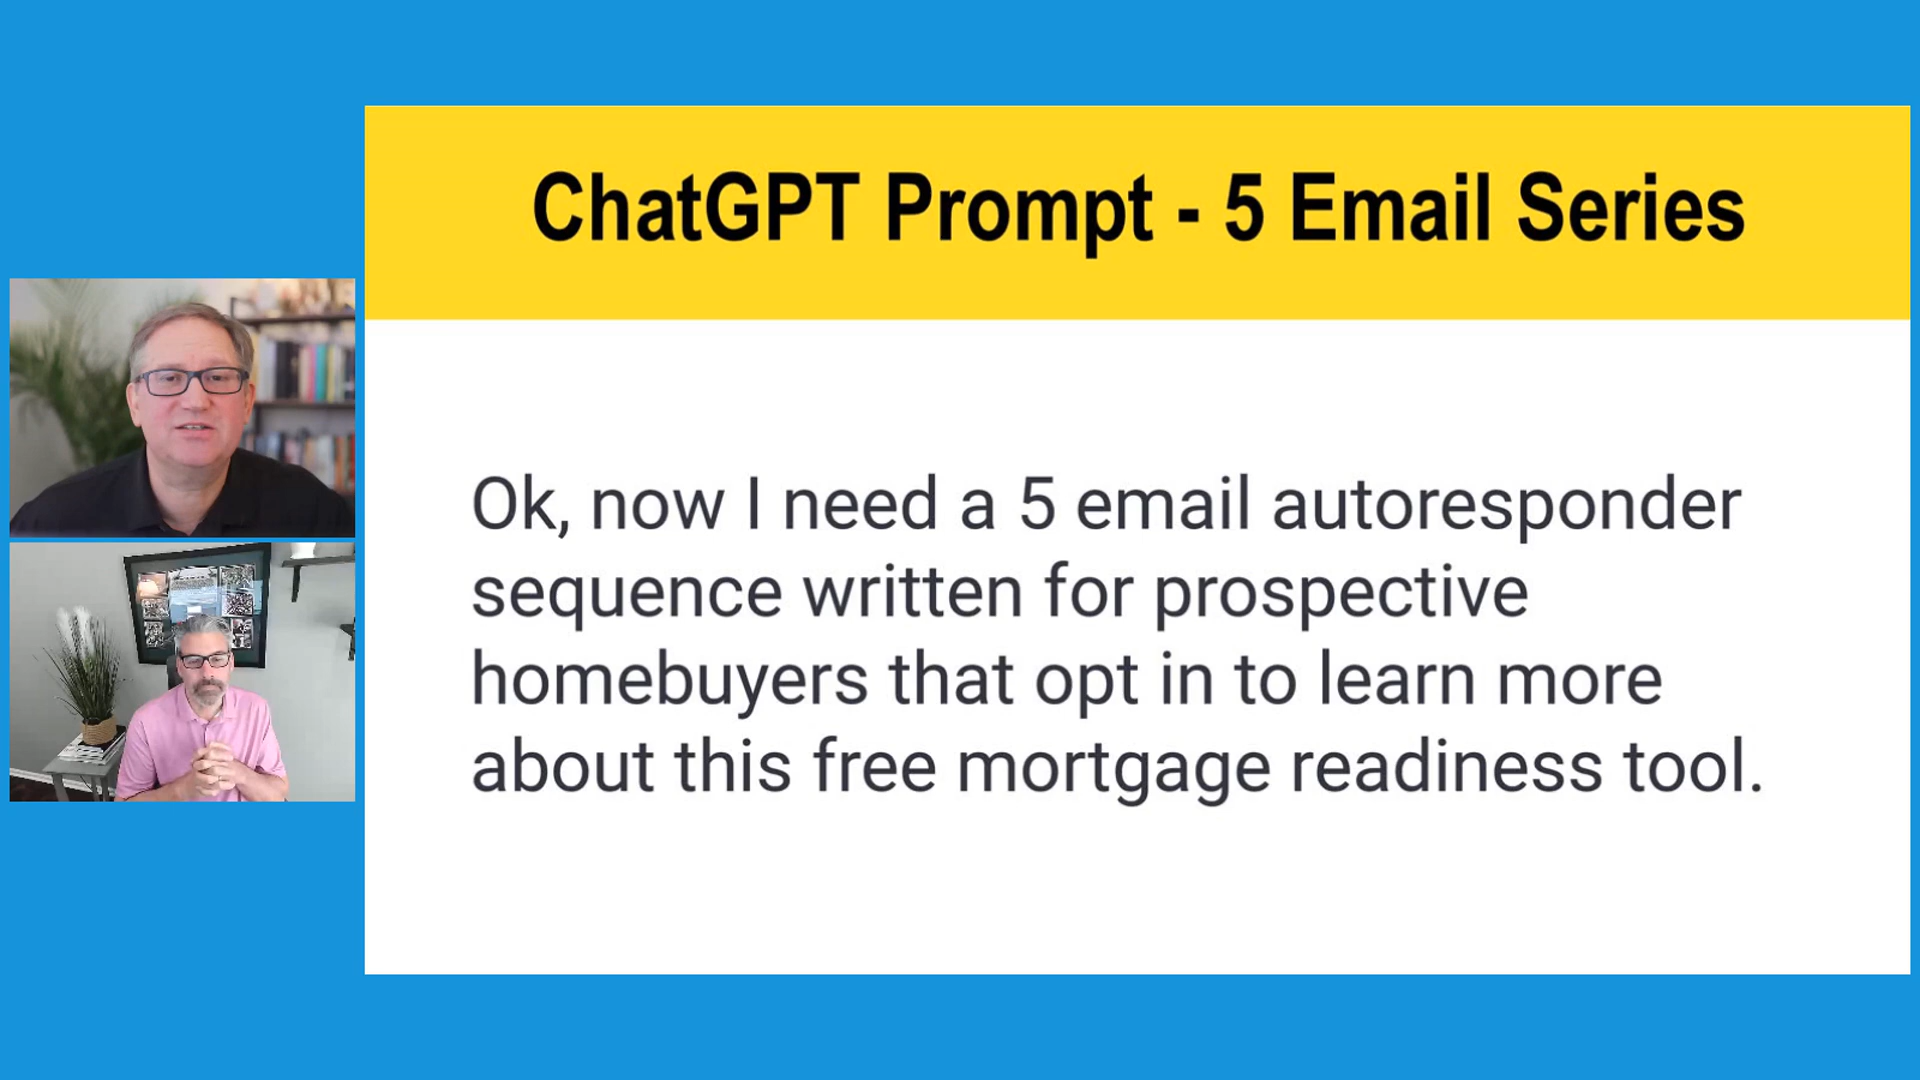 ChatGPT Prompt - 5 Email Series
Ok, now I need a 5 email autoresponder
sequence written for prospective
homebuyers that opt in to learn more
about this free mortgage readiness tool.